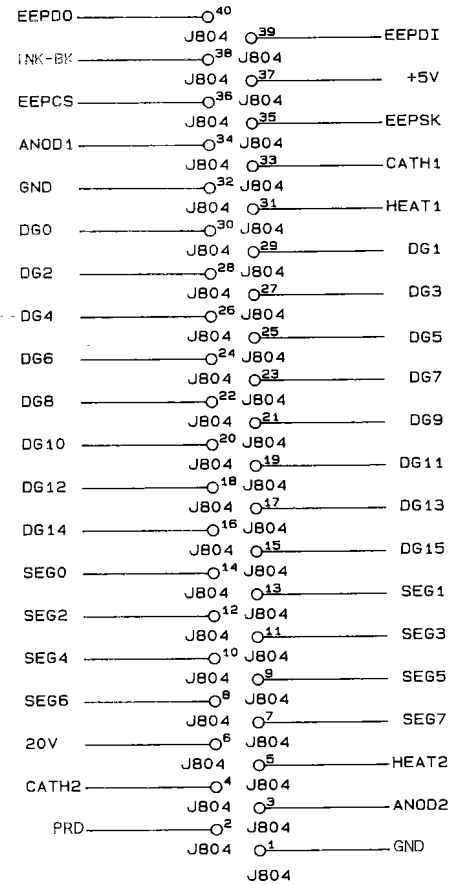 EEPDO 40
J804 39 EEPDI
INK-BK 38 J804
J804 37 +5V
EEPCS 36 J804
J804 35 EEPSK
ANOD1 34 J804
J804 33 CATH1
GND 32 J804
J804 31 HEAT1
DG0 30 J804
J804 29 DG1
DG2 28 J804
J804 27 DG3
DG4 26 J804
J804 25 DG5
DG6 24 J804
J804 23 DG7
DG8 22 J804
J804 21 DG9
DG10 20 J804
J804 19 DG11
DG12 18 J804
J804 17 DG13
DG14 16 J804
J804 15 DG15
SEG0 14 J804
J804 13 SEG1
SEG2 12 J804
J804 11 SEG3
SEG4 10 J804
J804 9 SEG5
SEG6 8 J804
J804 7 SEG7
20V 6 J804
J804 5 HEAT2
CATH2 4 J804
J804 3 ANOD2
PRD 2 J804
J804 1 GND
J804